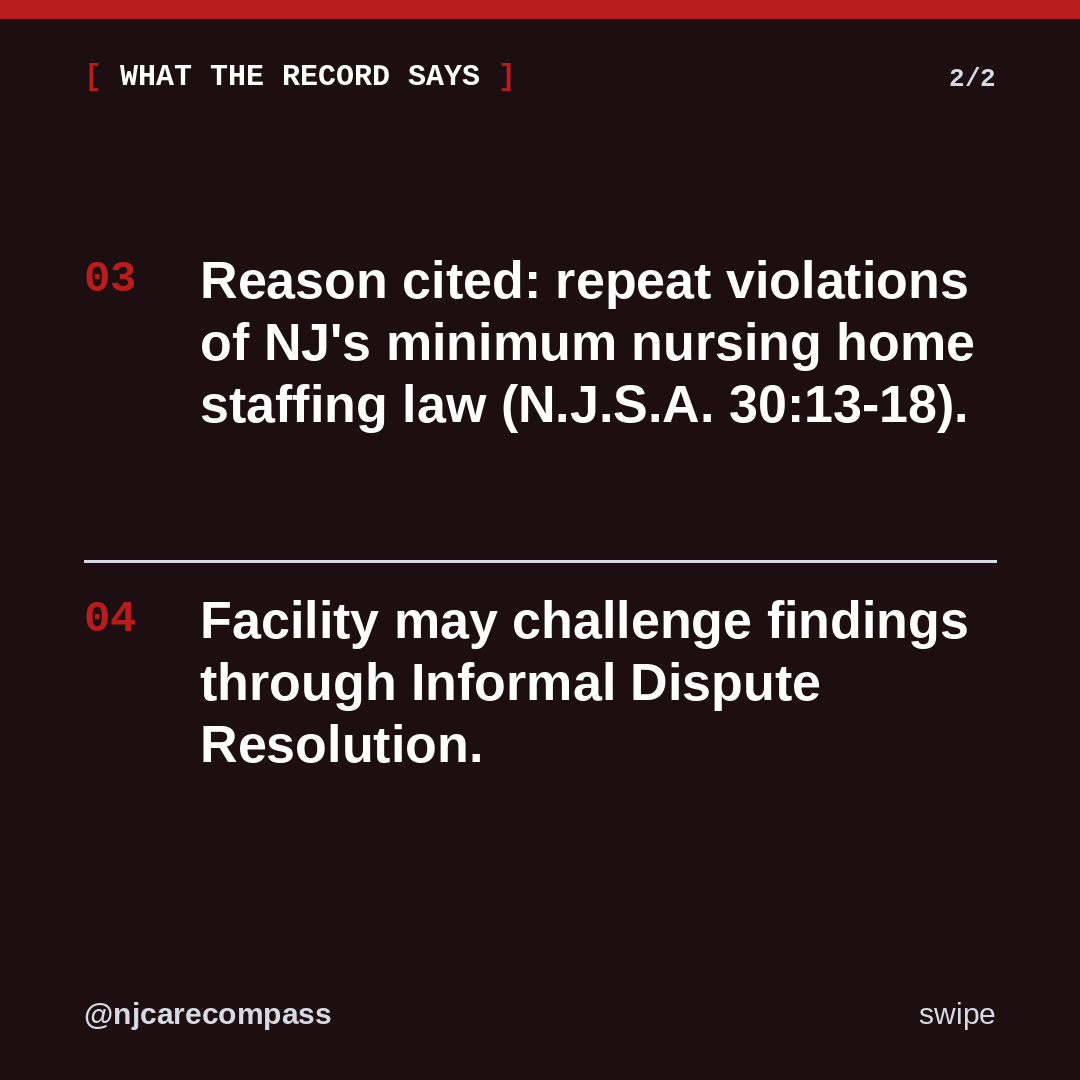 [ WHAT THE RECORD SAYS ]
2/2
03
Reason cited: repeat violations
of NJ's minimum nursing home
staffing law (N.J.S.A. 30:13-18).
04
Facility may challenge findings
through Informal Dispute
Resolution.
@njcarecompass
swipe